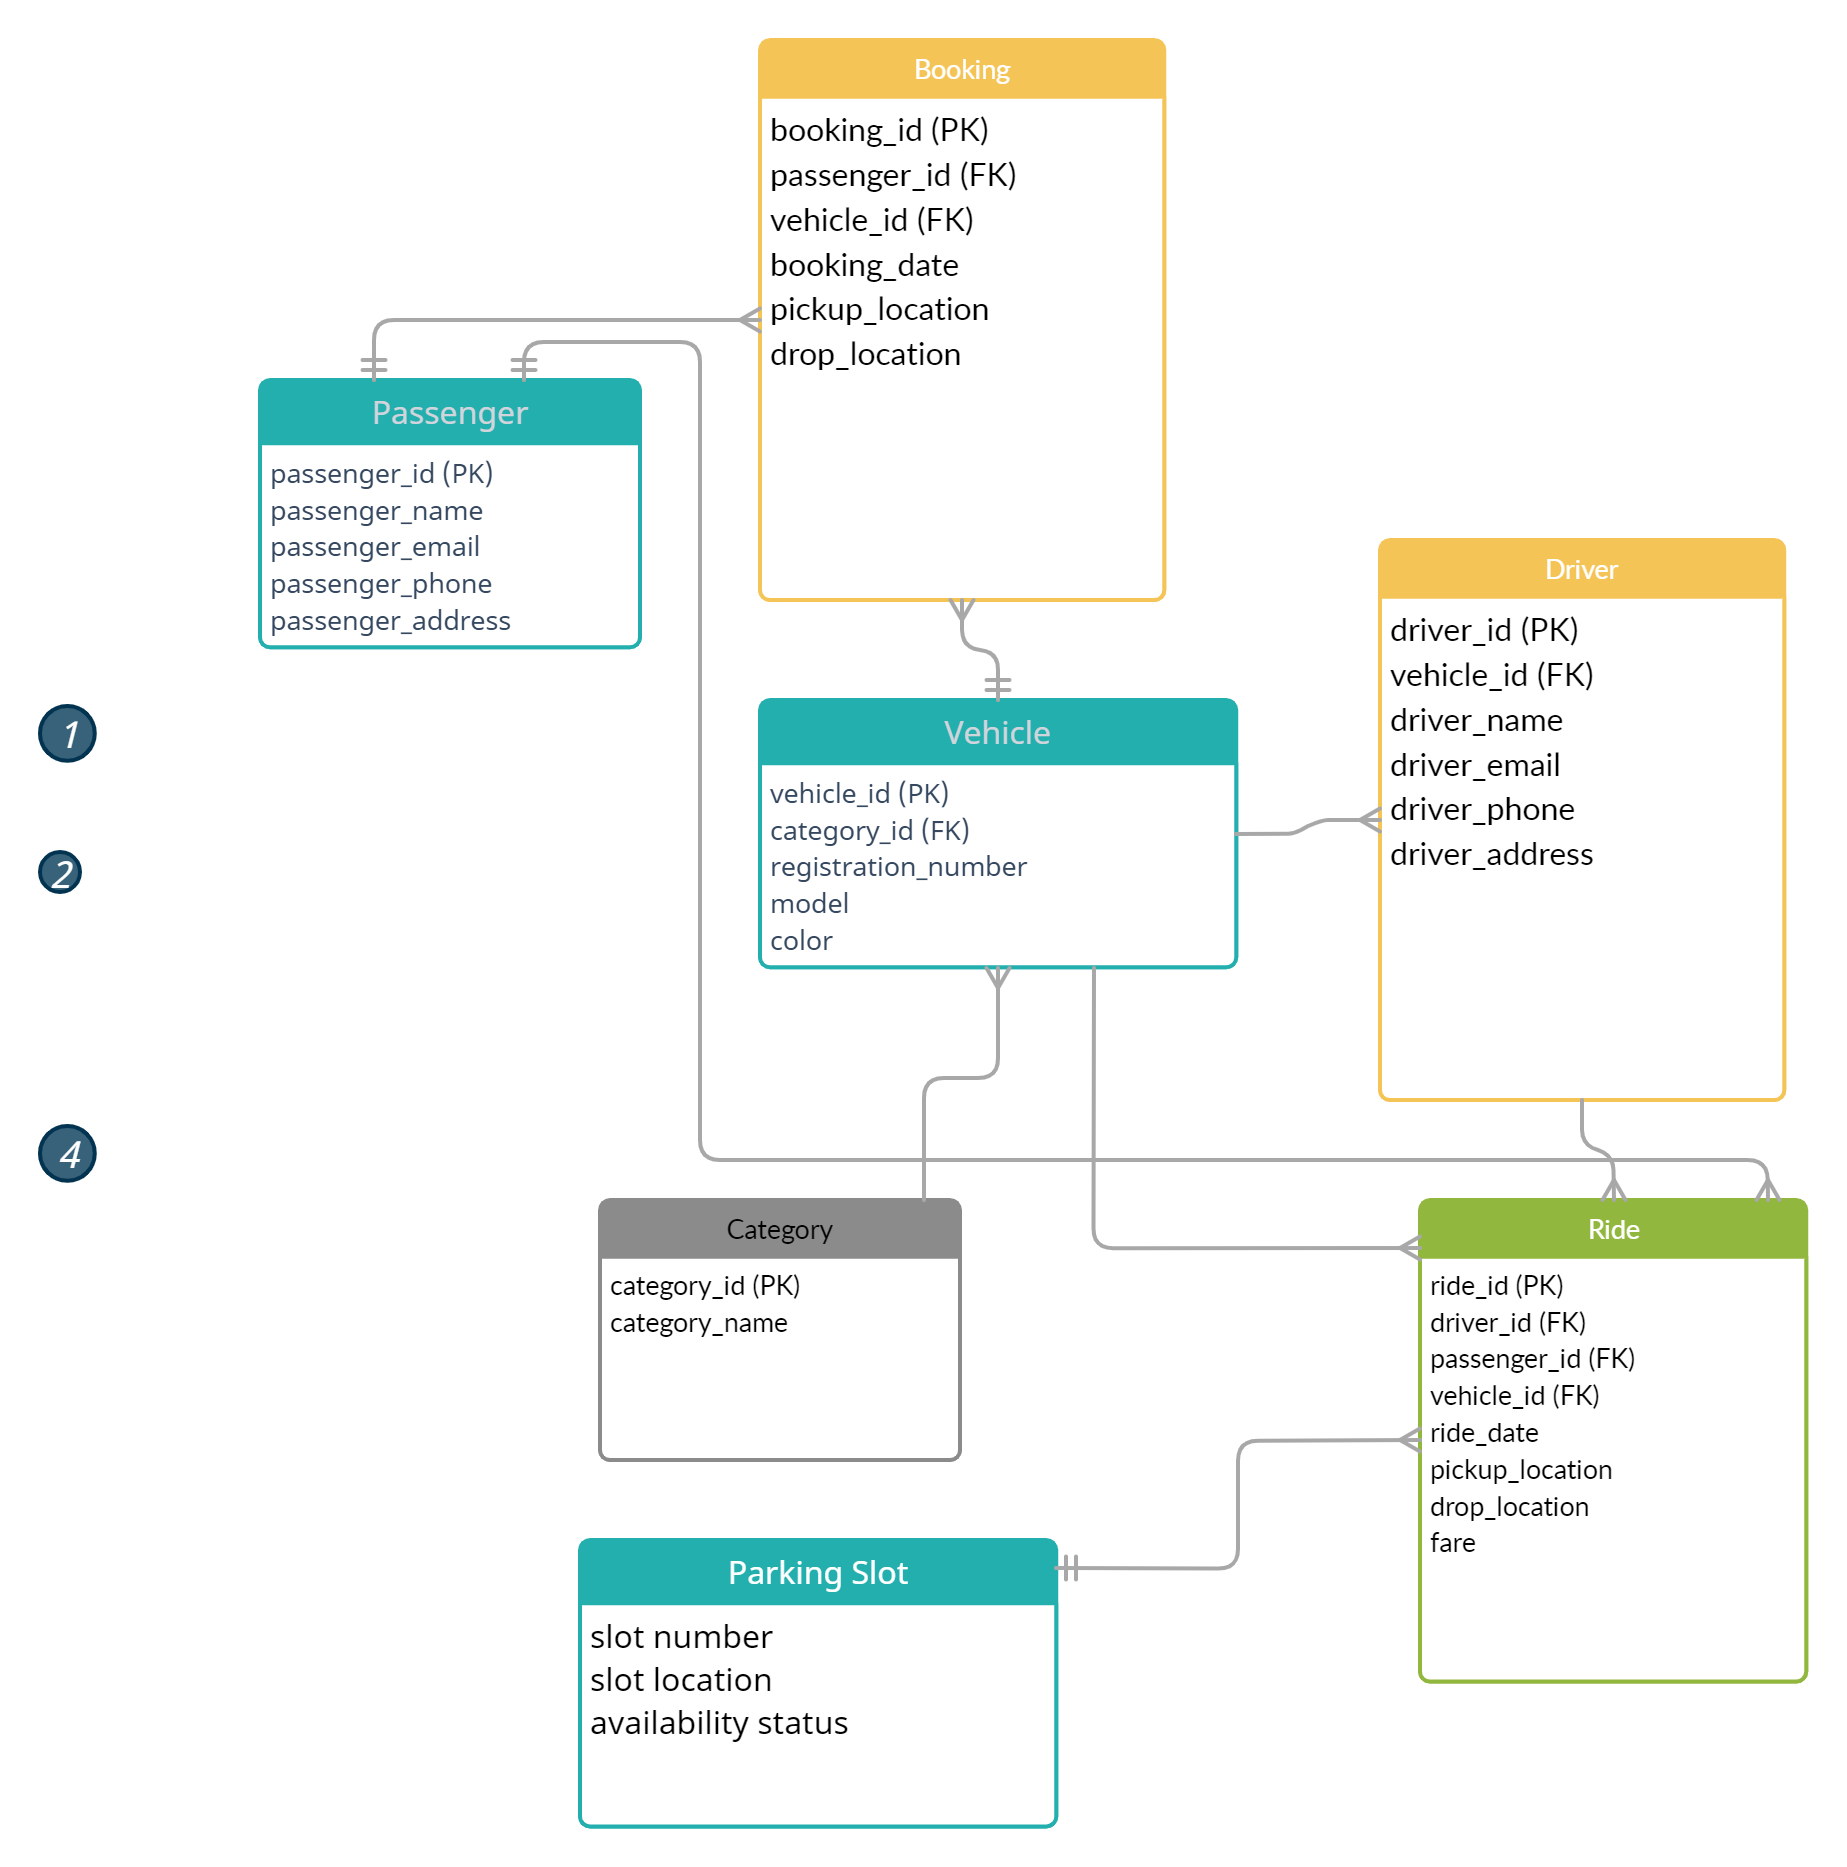 Booking
booking_id (PK)
passenger_id (FK)
vehicle_id (FK)
booking_date
pickup_location
drop_location
Passenger
passenger_id (PK)
passenger_name
passenger_email
passenger_phone
passenger_address
Driver
driver_id (PK)
vehicle_id (FK)
driver_name
driver_email
driver_phone
driver_address
1
2
4
Vehicle
vehicle_id (PK)
category_id (FK)
registration_number
model
color
Category
category_id (PK)
category_name
Ride
ride_id (PK)
driver_id (FK)
passenger_id (FK)
vehicle_id (FK)
ride_date
pickup_location
drop_location
fare
Parking Slot
slot number
slot location
availability status